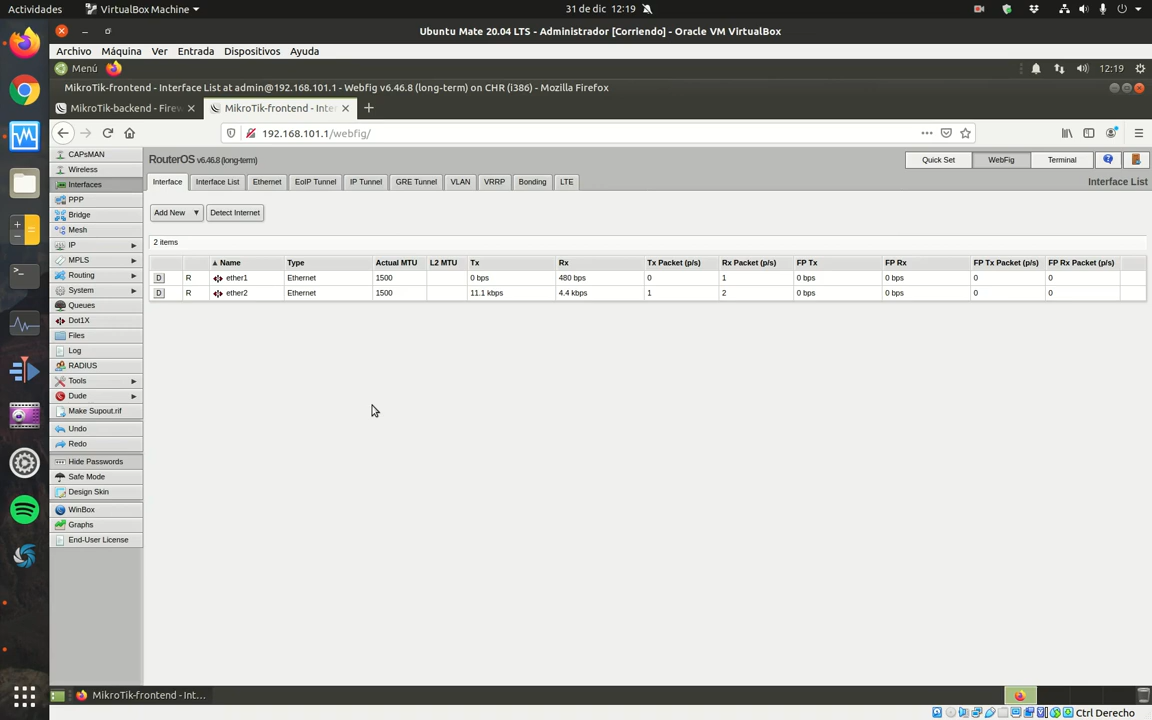 Actividades VirtualBox Machine 31 de dic 12:19
Ubuntu Mate 20.04 LTS - Administrador [Corriendo] - Oracle VM VirtualBox
Archivo Máquina Ver Entrada Dispositivos Ayuda
Menú 12:19
MikroTik-frontend - Interface List at admin@192.168.101.1 - Webfig v6.46.8 (long-term) on CHR (i386) - Mozilla Firefox
MikroTik-backend - Firew MikroTik-frontend - Inter
192.168.101.1/webfig/
RouterOS v6.46.8 (long-term) Quick Set WebFig Terminal
Interface Interface List Ethernet EoIP Tunnel IP Tunnel GRE Tunnel VLAN VRRP Bonding LTE Interface List
Add New Detect Internet
2 items
Name Type Actual MTU L2 MTU Tx Rx Tx Packet (p/s) Rx Packet (p/s) FP Tx FP Rx FP Tx Packet (p/s) FP Rx Packet (p/s)
D R ether1 Ethernet 1500 0 bps 480 bps 0 1 0 bps 0 bps 0 0
D R ether2 Ethernet 1500 11.1 kbps 4.4 kbps 1 2 0 bps 0 bps 0 0
CAPsMAN
Wireless
Interfaces
PPP
Bridge
Mesh
IP
MPLS
Routing
System
Queues
Dot1X
Files
Log
RADIUS
Tools
Dude
Make Supout.rif
Undo
Redo
Hide Passwords
Safe Mode
Design Skin
WinBox
Graphs
End-User License
MikroTik-frontend - Int...
Ctrl Derecho